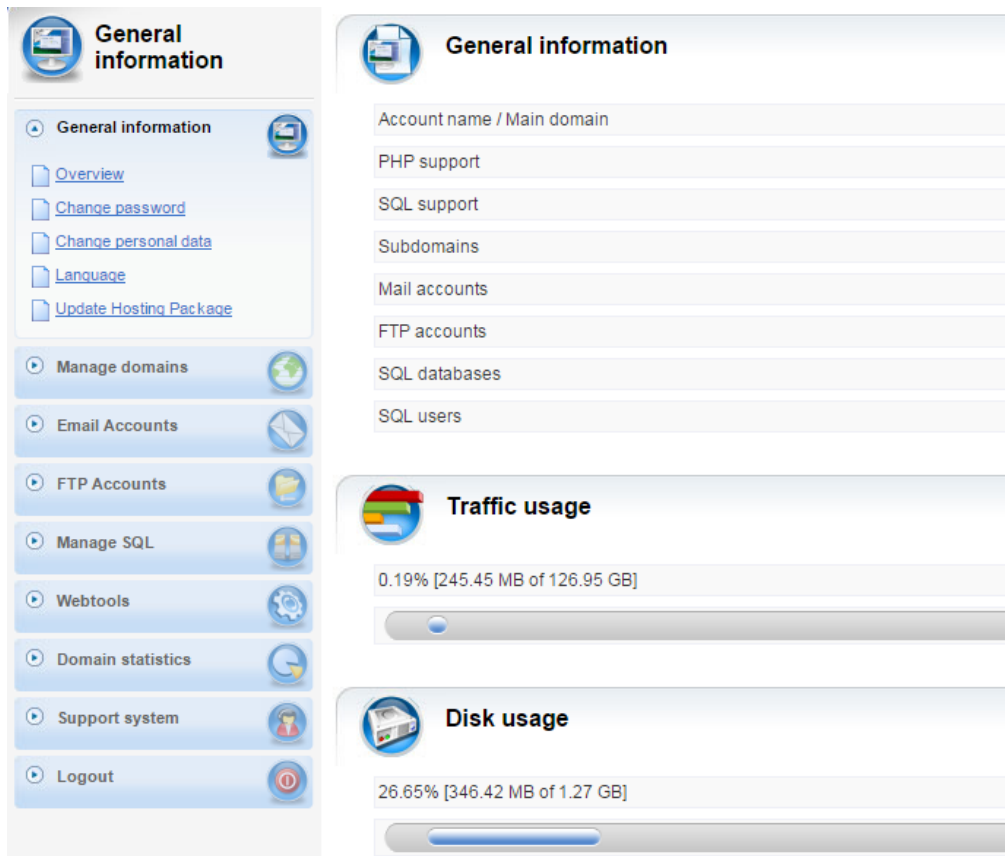 General
information
General information
Overview
Change password
Change personal data
Language
Update Hosting Package
Manage domains
Email Accounts
FTP Accounts
Manage SQL
Webtools
Domain statistics
Support system
Logout
General information
Account name / Main domain
PHP support
SQL support
Subdomains
Mail accounts
FTP accounts
SQL databases
SQL users
Traffic usage
0.19% [245.45 MB of 126.95 GB]
Disk usage
26.65% [346.42 MB of 1.27 GB]